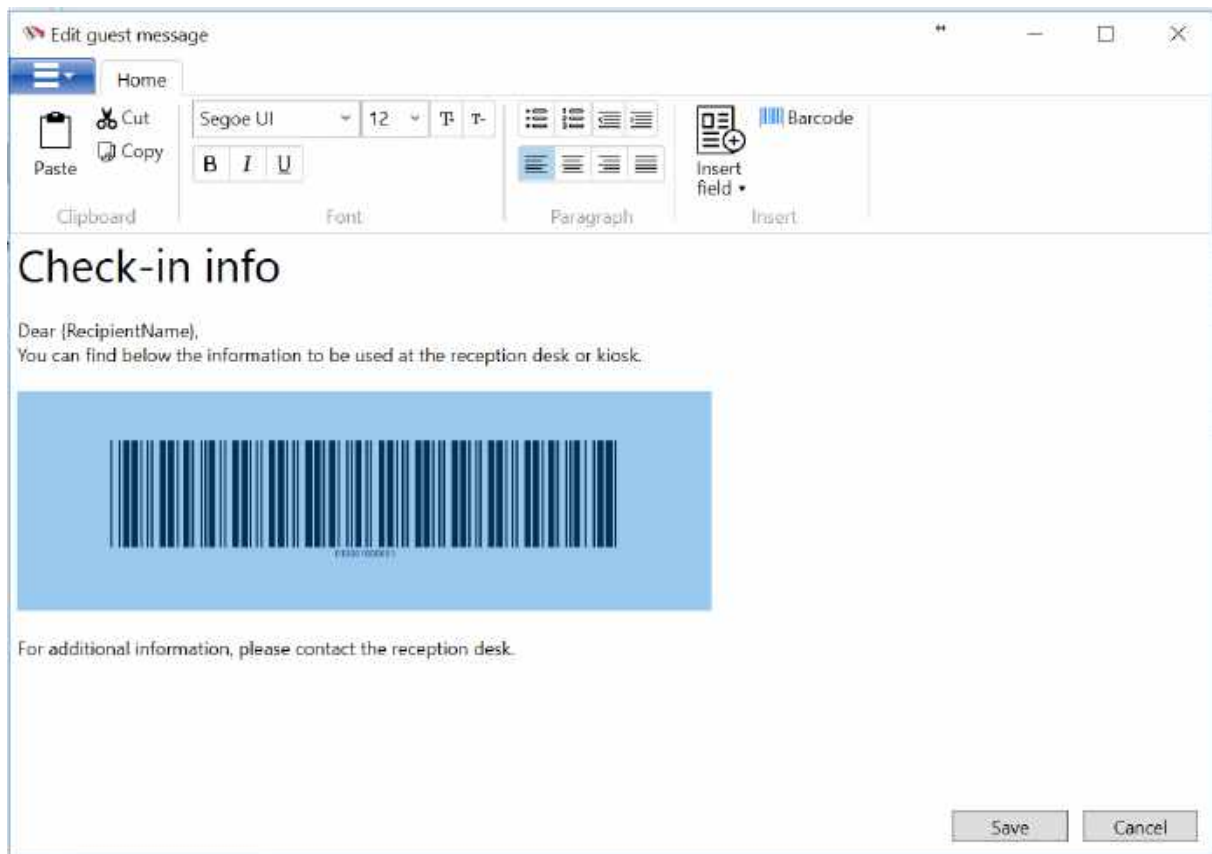 Edit guest message
Home
Paste
Cut
Copy
Clipboard
Segoe UI
12
B I U
Font
Paragraph
Insert
field
Barcode
Insert
Check-in info
Dear {RecipientName},
You can find below the information to be used at the reception desk or kiosk.
For additional information, please contact the reception desk.
Save
Cancel